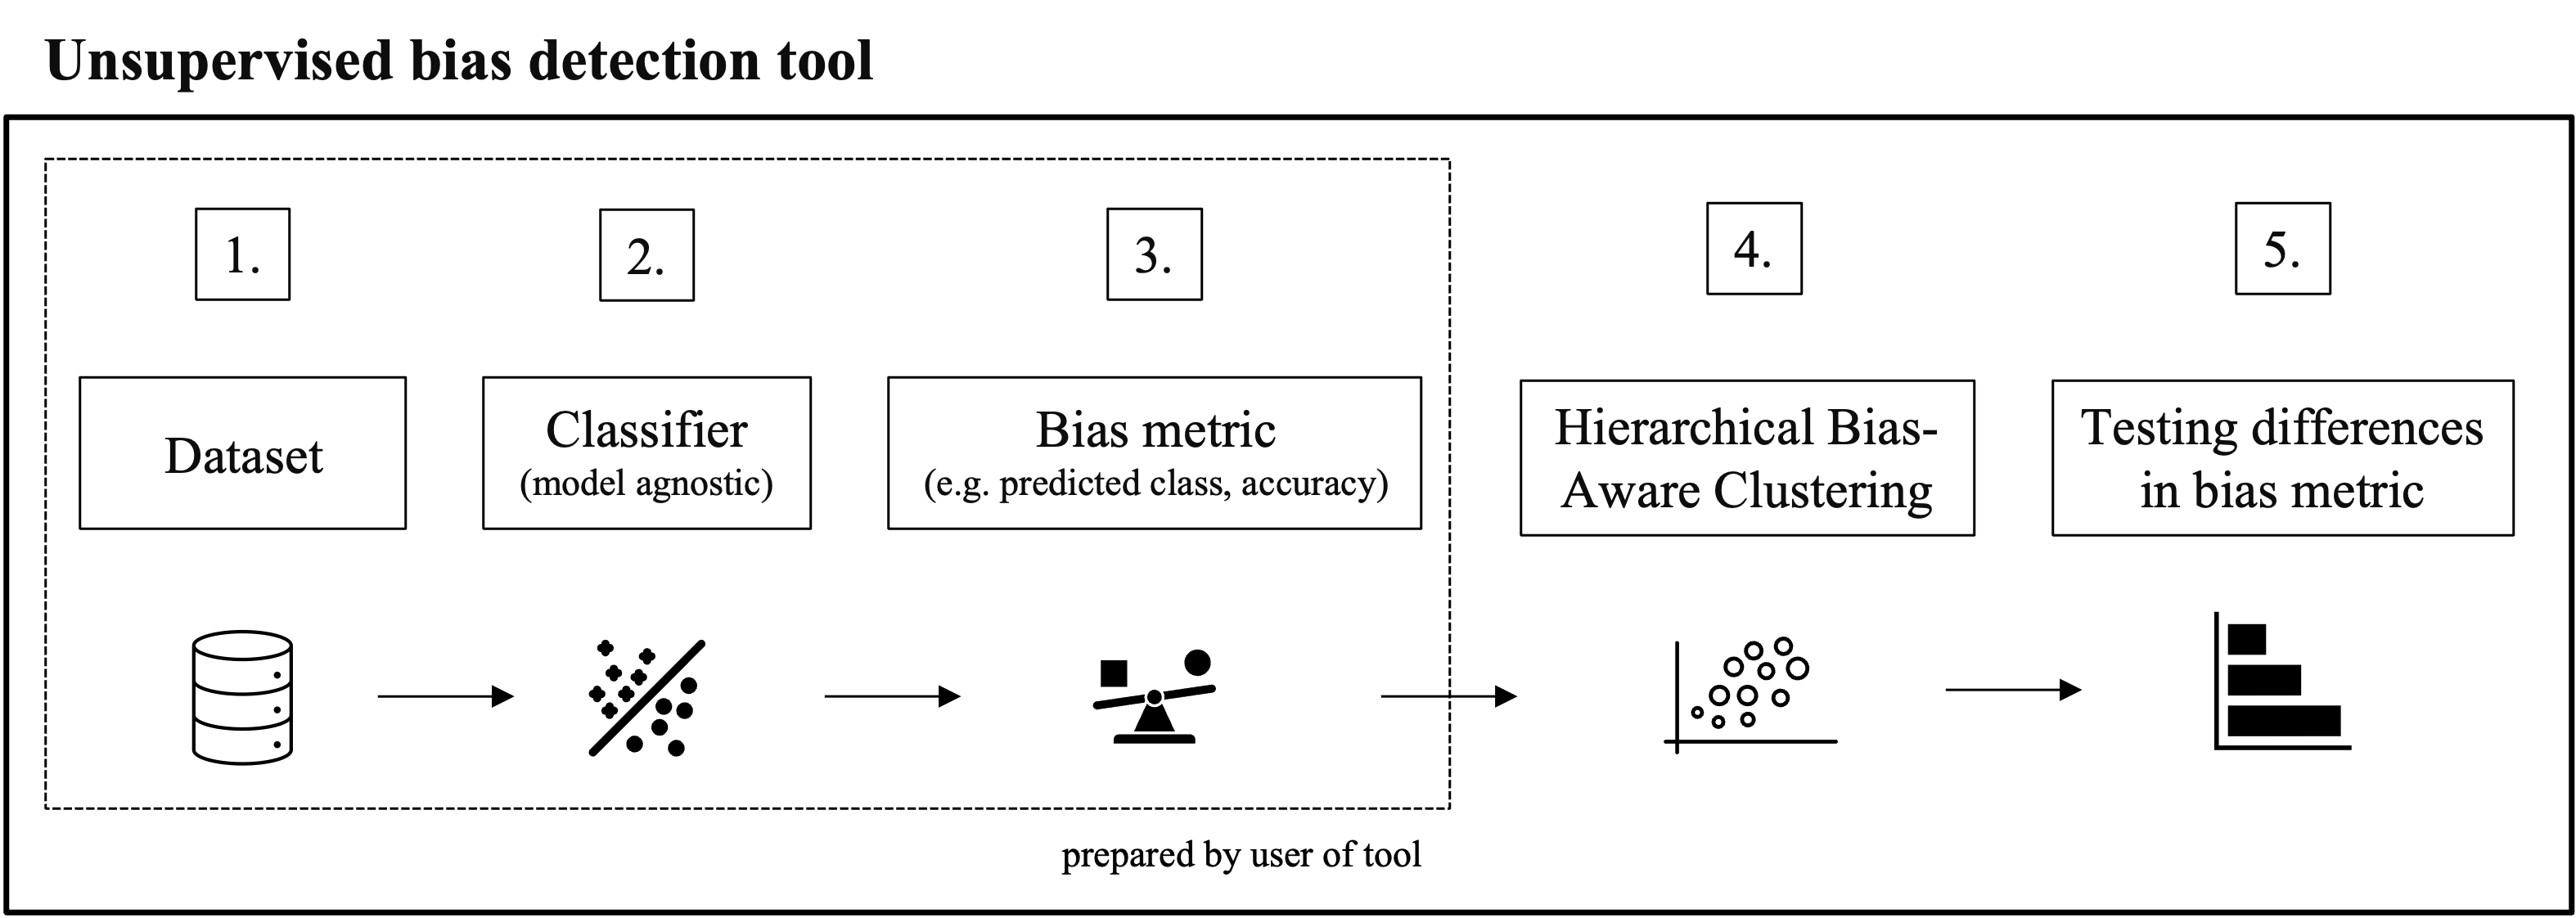 Unsupervised bias detection tool
1.
2.
3.
4.
5.
Dataset
Classifier
(model agnostic)
Bias metric
(e.g. predicted class, accuracy)
Hierarchical Bias-
Aware Clustering
Testing differences
in bias metric
prepared by user of tool